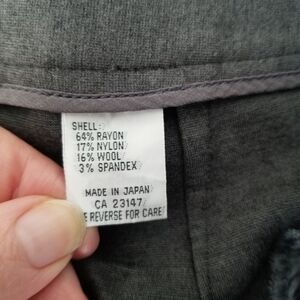 SHELL:
64% RAYON
17% NYLON
16% WOOL
3% SPANDEX
MADE IN JAPAN
CA 23147
REVERSE FOR CARE